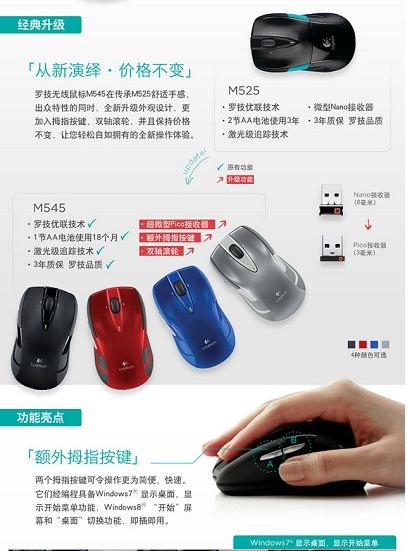 经典升级
「从新演绎·价格不变」
罗技无线鼠标M545在传承M525舒适手感、
出众特性的同时，全新升级外观设计，更
加入拇指按键、双轴滚轮，并且保持价格
不变，让您轻松自如拥有的全新操作体验。
Logitech
M525
· 罗技优联技术
· 微型Nano接收器
· 2节AA电池使用3年
· 3年质保 罗技品质
· 激光级追踪技术
update!
✓ 原有功能
↗ 升级功能
M545
· 罗技优联技术 ✓
· 1节AA电池使用18个月 ✓
· 激光级追踪技术 ✓
· 3年质保 罗技品质 ✓
· 超微型Pico接收器 ↗
· 额外拇指按键 ↗
· 双轴滚轮 ↗
Nano接收器
(6毫米)
Pico接收器
(3毫米)
Logitech
Logitech
Logitech
Logitech
4种颜色可选
功能亮点
「额外拇指按键」
两个拇指按键可令操作更为简便、快速。
它们经编程具备Windows7® 显示桌面、显
示开始菜单功能，Windows8® “开始”屏
幕和“桌面”切换功能，即插即用。
A
B
Windows7® 显示桌面、显示开始菜单